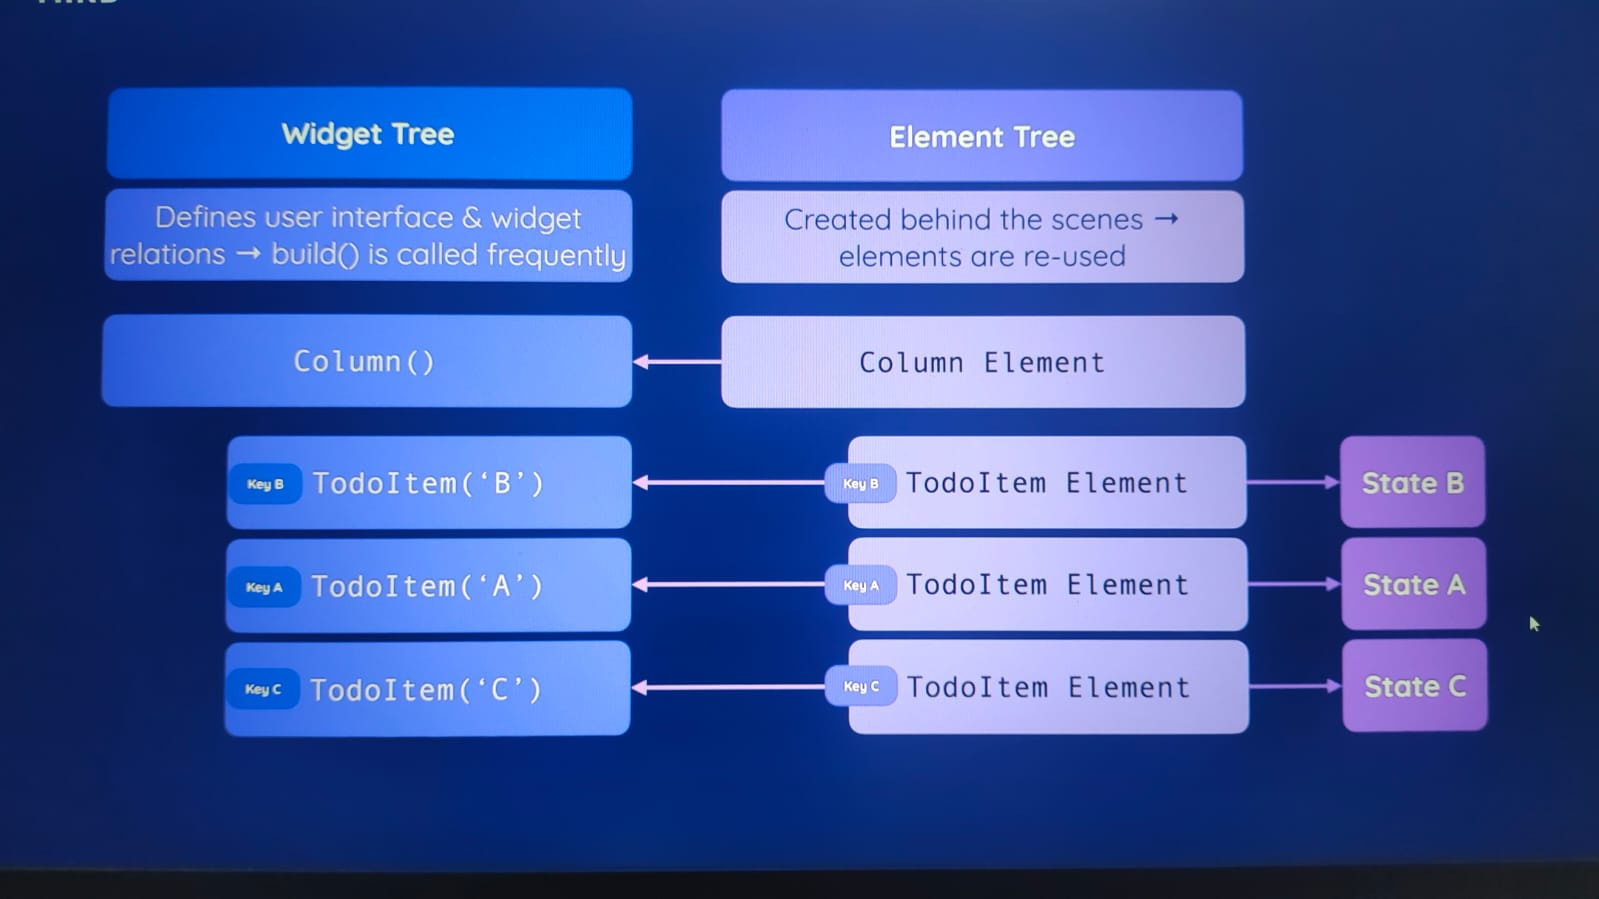 Widget Tree
Element Tree
Defines user interface & widget
relations → build() is called frequently
Created behind the scenes →
elements are re-used
Column()
Column Element
Key B TodoItem(‘B’)
Key B TodoItem Element
State B
Key A TodoItem(‘A’)
Key A TodoItem Element
State A
Key C TodoItem(‘C’)
Key C TodoItem Element
State C